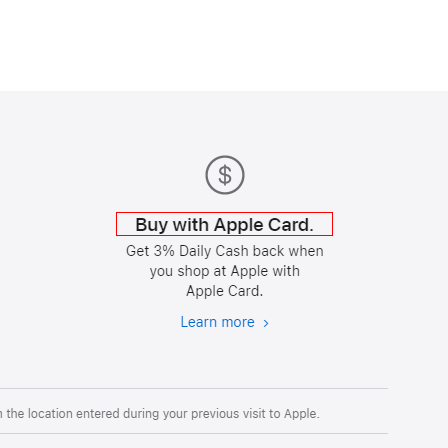 $
Buy with Apple Card.
Get 3% Daily Cash back when
you shop at Apple with
Apple Card.
Learn more >
the location entered during your previous visit to Apple.